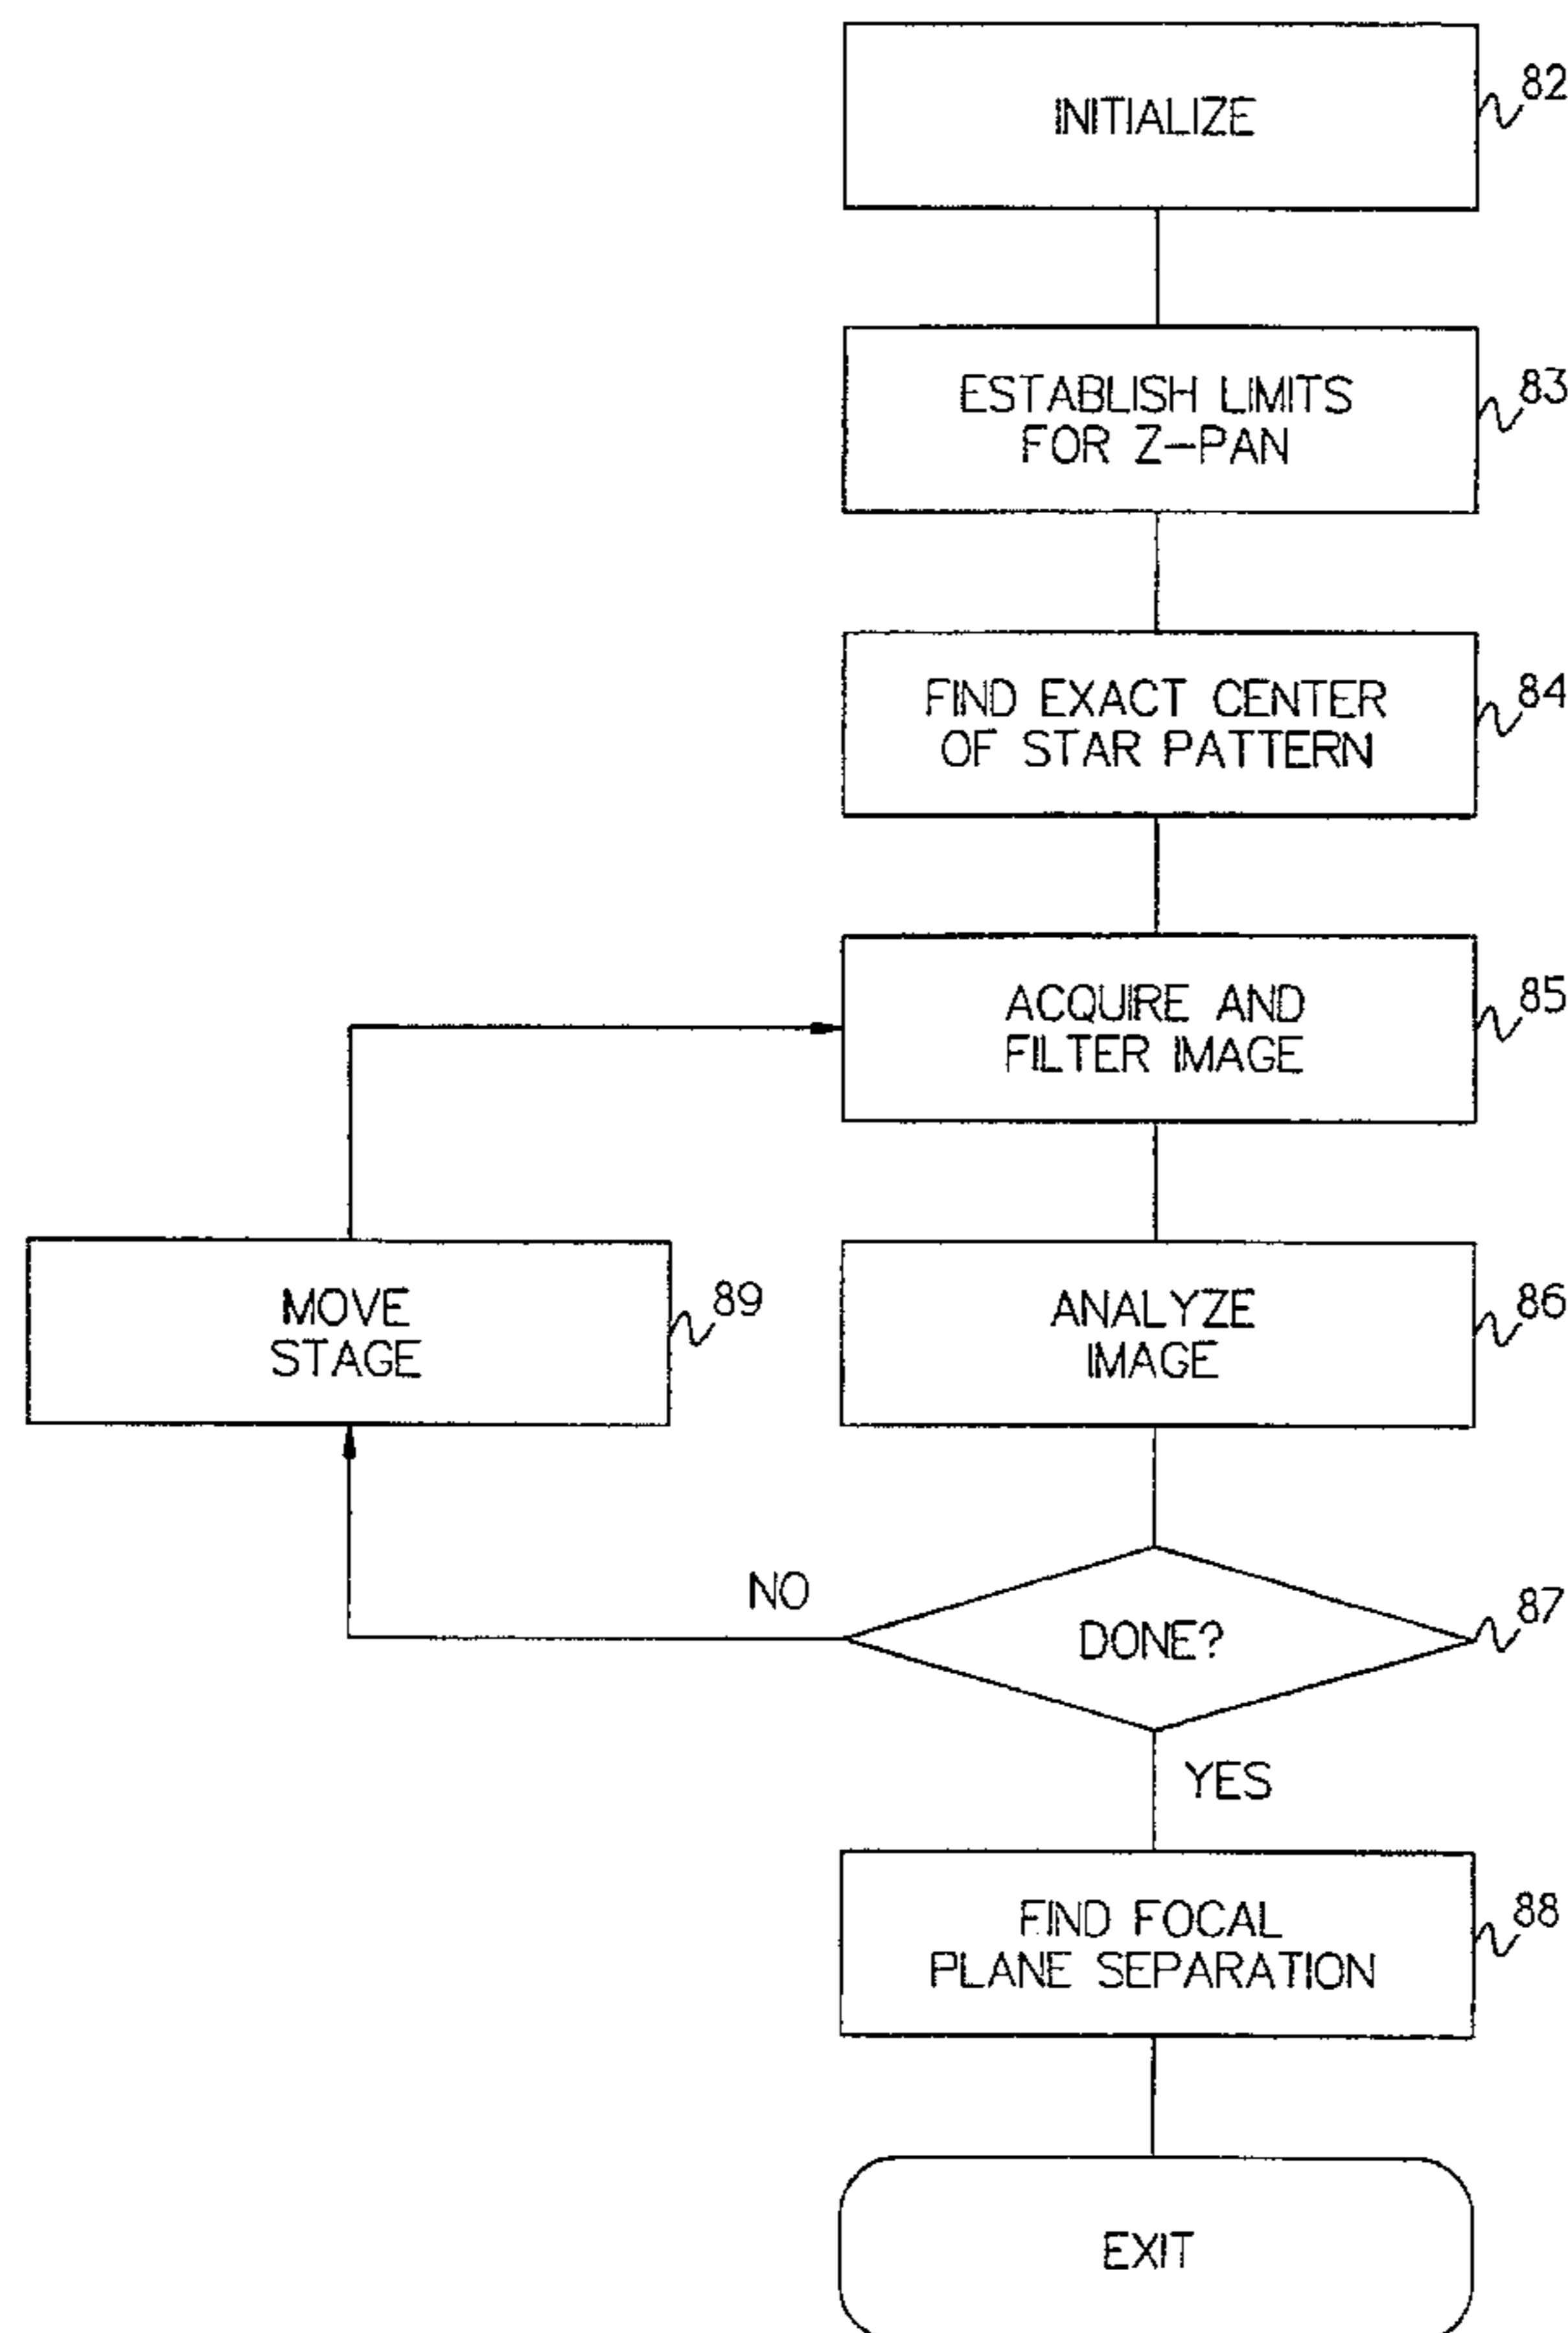 INITIALIZE
82
ESTABLISH LIMITS
FOR Z-PAN
83
FIND EXACT CENTER
OF STAR PATTERN
84
ACQUIRE AND
FILTER IMAGE
85
MOVE
STAGE
89
ANALYZE
IMAGE
86
NO
DONE?
87
YES
FIND FOCAL
PLANE SEPARATION
88
EXIT